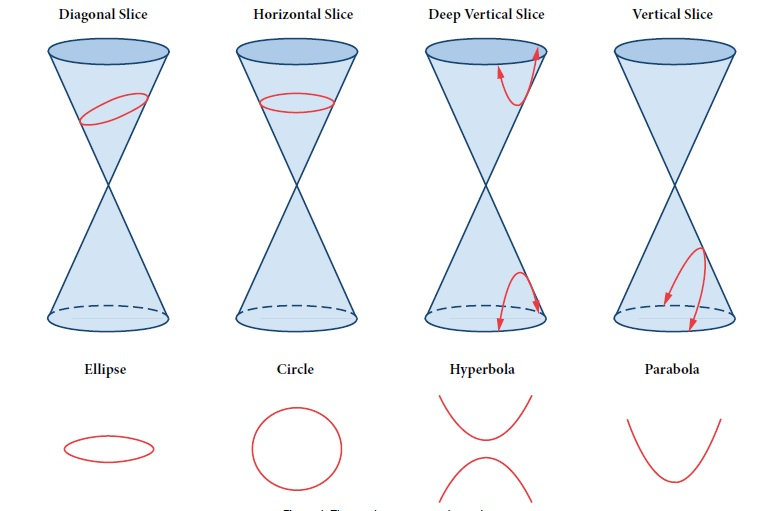 Diagonal Slice Horizontal Slice Deep Vertical Slice Vertical Slice
Ellipse Circle Hyperbola Parabola